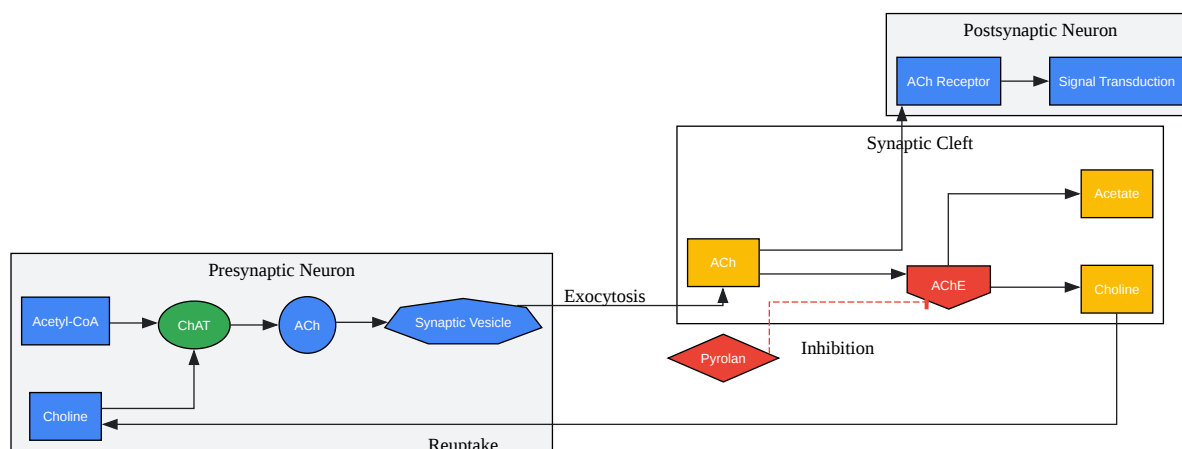 Postsynaptic Neuron
ACh Receptor
Signal Transduction
Synaptic Cleft
Acetate
ACh
AChE
Choline
Presynaptic Neuron
Exocytosis
Acetyl-CoA
ChAT
ACh
Synaptic Vesicle
Pyrolan
Inhibition
Choline
Reuptake